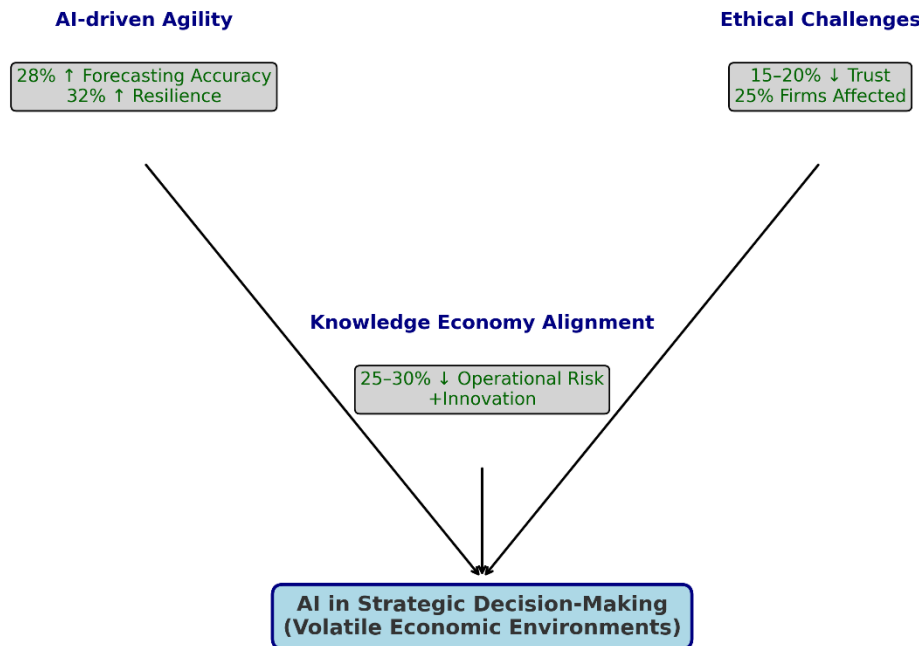 AI-driven Agility
28% ↑ Forecasting Accuracy
32% ↑ Resilience
Ethical Challenges
15–20% ↓ Trust
25% Firms Affected
Knowledge Economy Alignment
25–30% ↓ Operational Risk
+Innovation
AI in Strategic Decision-Making
(Volatile Economic Environments)